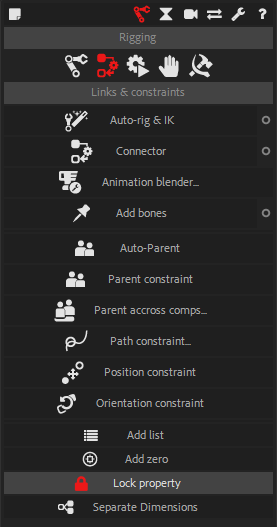 ?
Rigging
Links & constraints
Auto-rig & IK
Connector
Animation blender...
Add bones
Auto-Parent
Parent constraint
Parent accross comps...
Path constraint...
Position constraint
Orientation constraint
Add list
Add zero
Lock property
Separate Dimensions